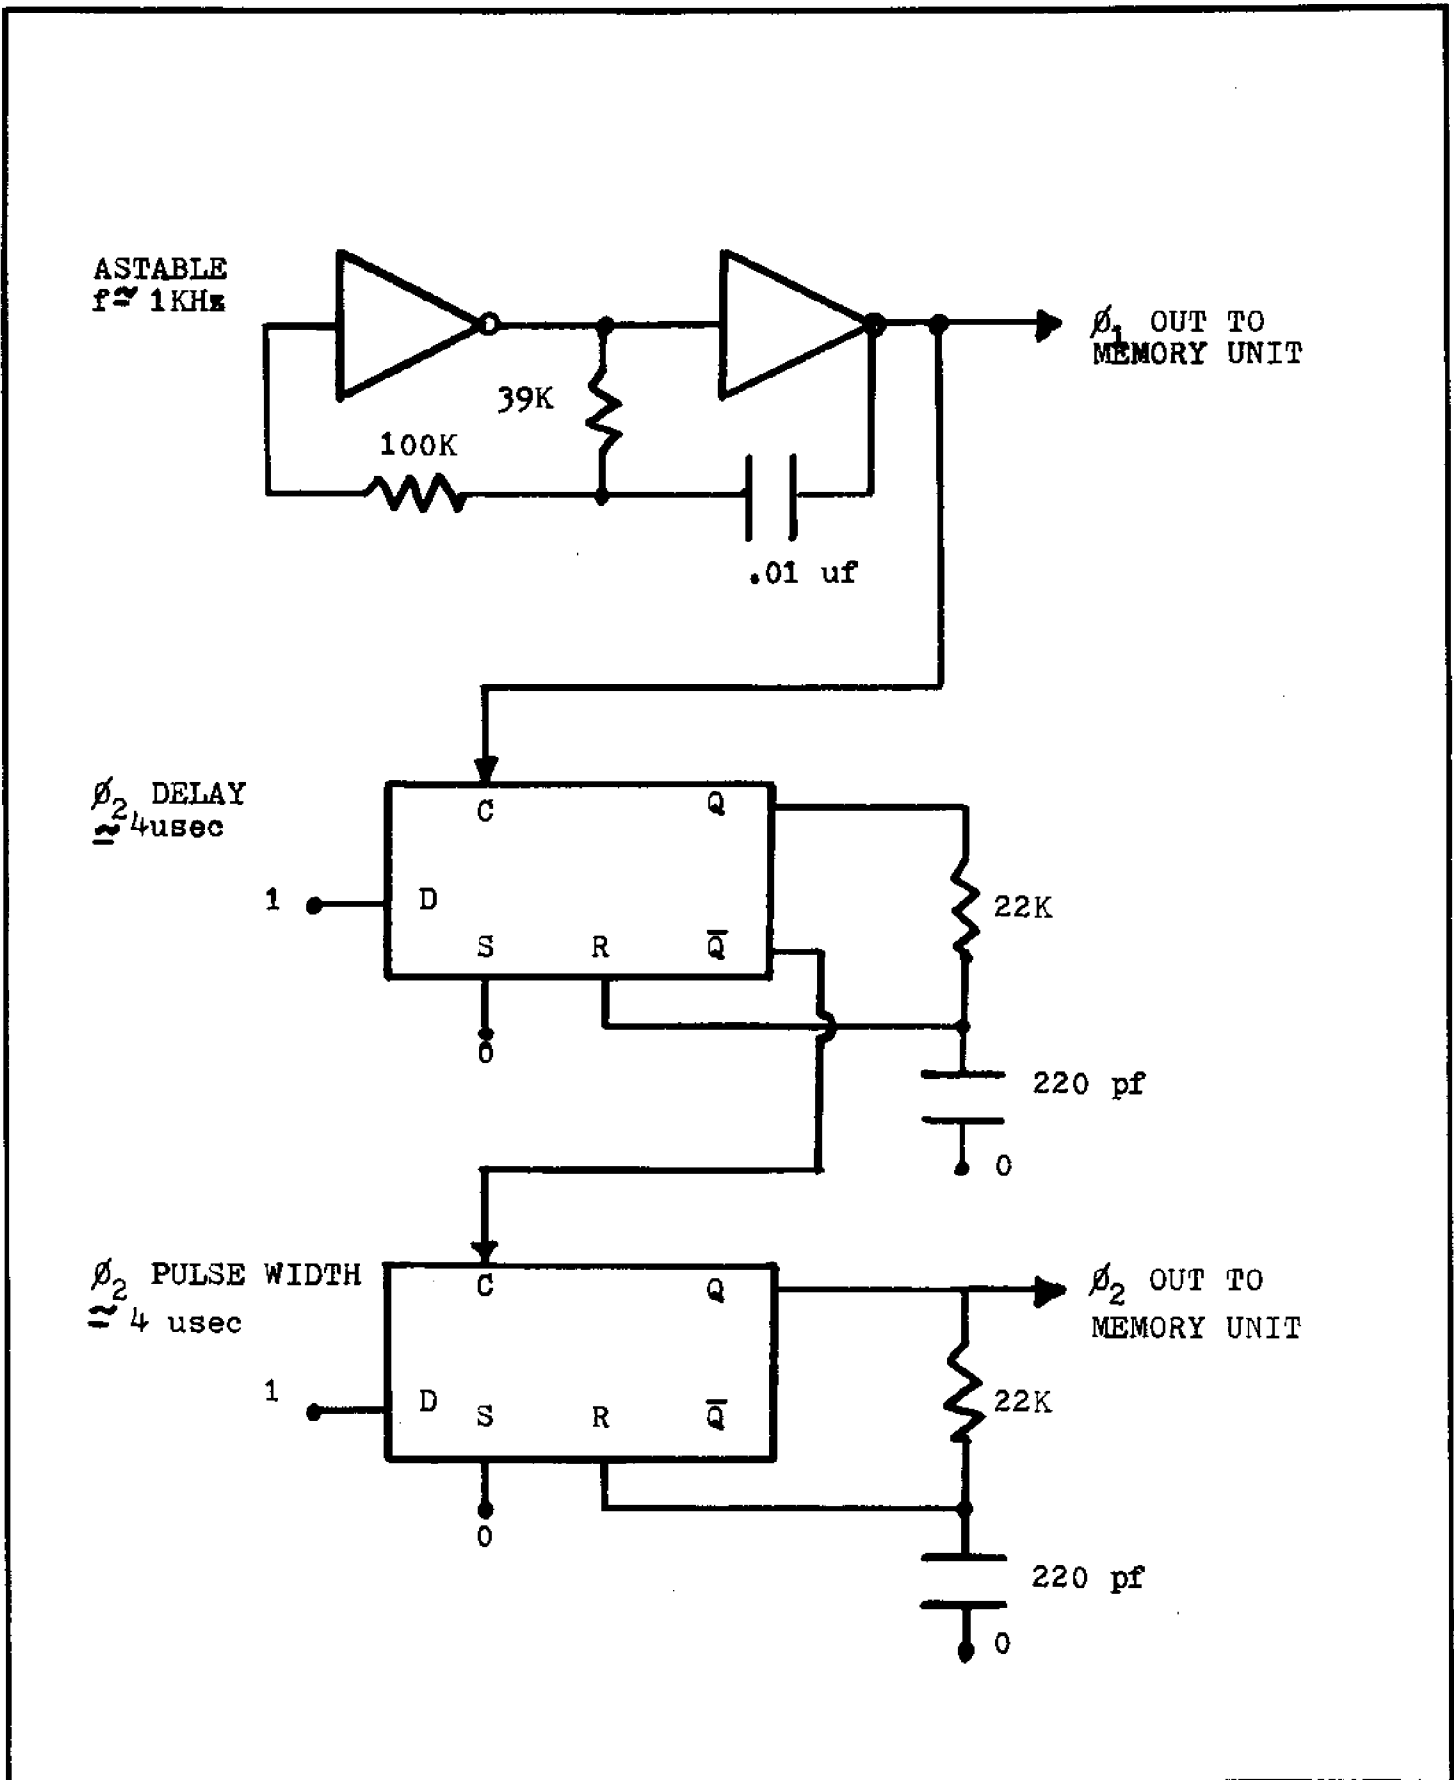 ASTABLE
f≃ 1KHz
39K
100K
.01 uf
Ø1 OUT TO
MEMORY UNIT
Ø2 DELAY
≃ 4usec
C
Q
1
D
S
R
Q̅
22K
0
220 pf
0
Ø2 PULSE WIDTH
≃ 4 usec
C
Q
Ø2 OUT TO
MEMORY UNIT
1
D
S
R
Q̅
22K
0
220 pf
0